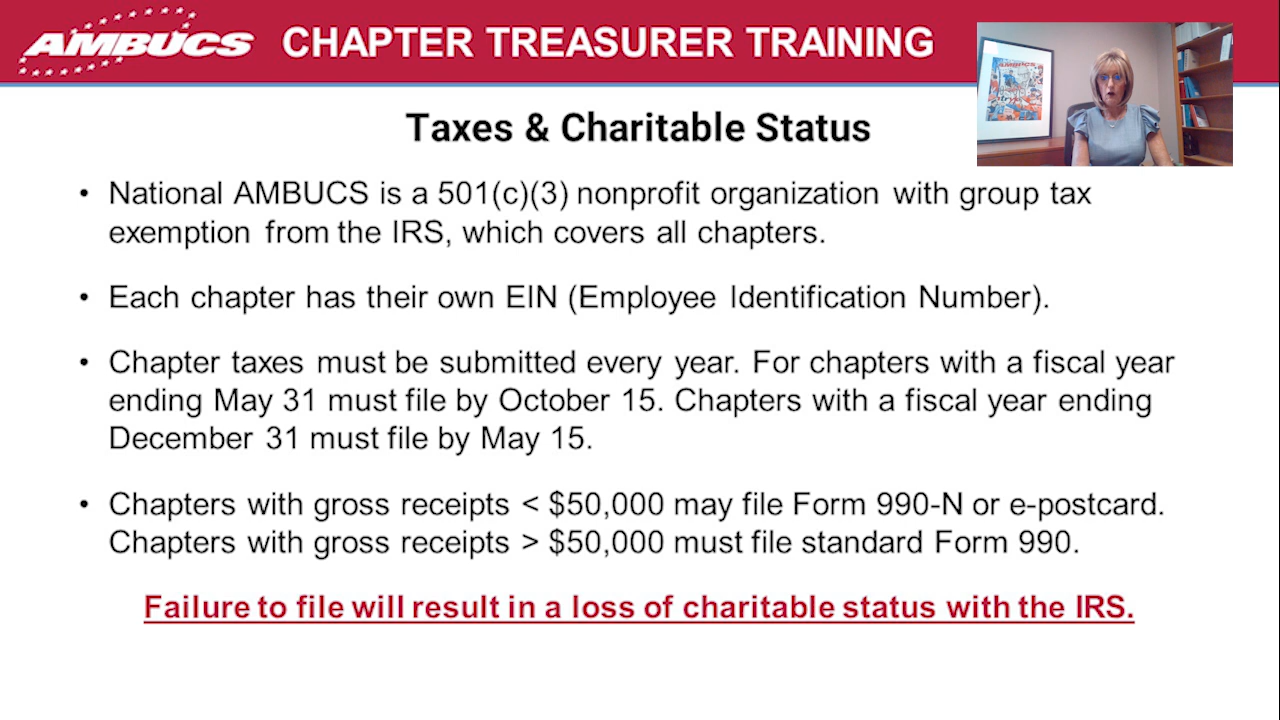 AMBUCS CHAPTER TREASURER TRAINING
Taxes & Charitable Status
• National AMBUCS is a 501(c)(3) nonprofit organization with group tax
exemption from the IRS, which covers all chapters.
• Each chapter has their own EIN (Employee Identification Number).
• Chapter taxes must be submitted every year. For chapters with a fiscal year
ending May 31 must file by October 15. Chapters with a fiscal year ending
December 31 must file by May 15.
• Chapters with gross receipts < $50,000 may file Form 990-N or e-postcard.
Chapters with gross receipts > $50,000 must file standard Form 990.
Failure to file will result in a loss of charitable status with the IRS.